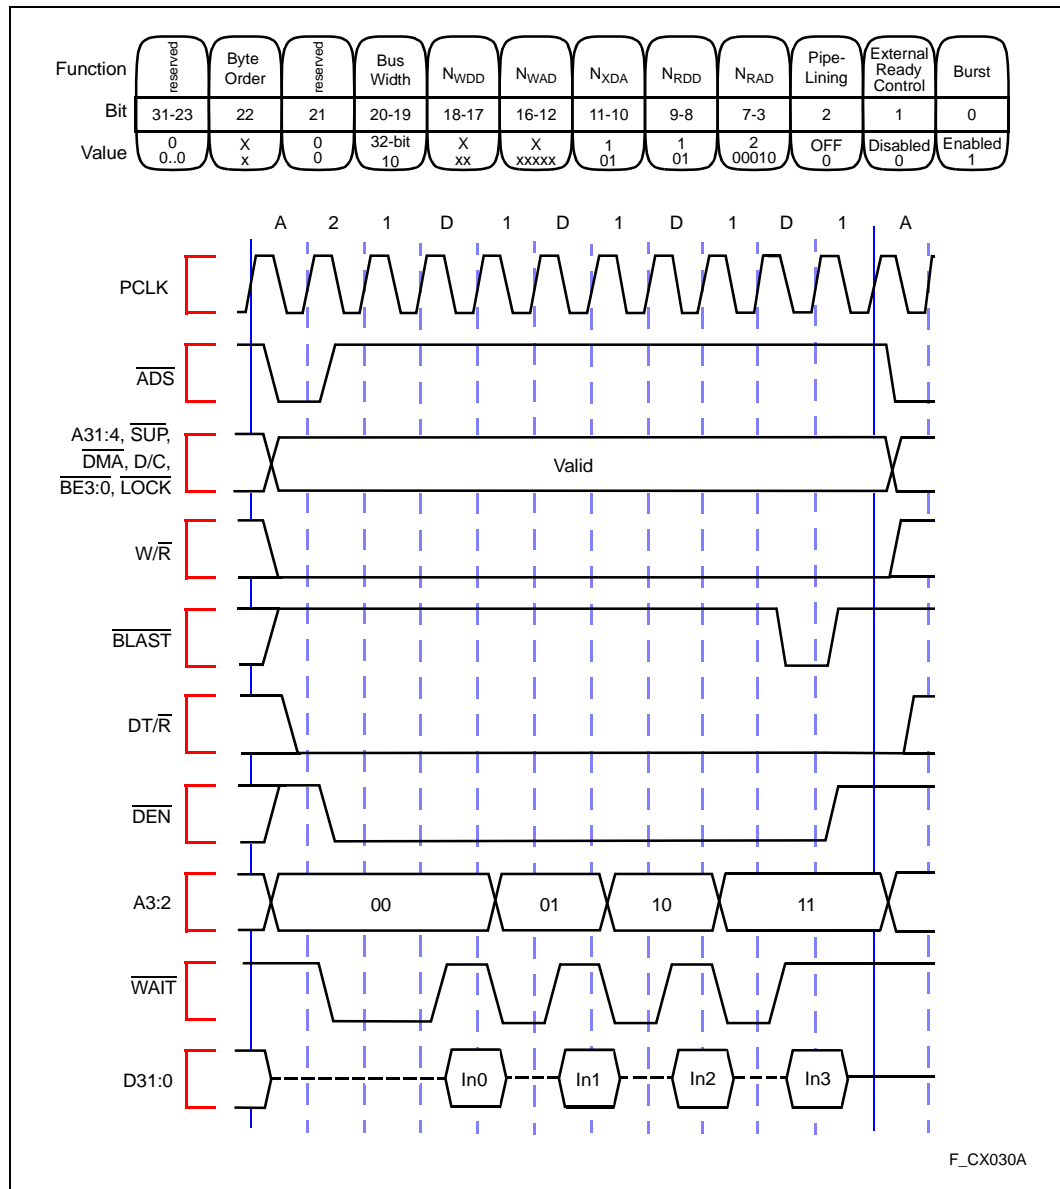 Function reserved Byte Order reserved Bus Width NWDD NWAD NXDA NRDD NRAD Pipe-Lining External Ready Control Burst
Bit 31-23 22 21 20-19 18-17 16-12 11-10 9-8 7-3 2 1 0
Value 0 X 0 32-bit X X 1 1 2 OFF Disabled Enabled
0..0 x 0 10 xx xxxxx 01 01 00010 0 0 1
A 2 1 D 1 D 1 D 1 D 1 A
PCLK
ADS
A31:4, SUP,
DMA, D/C,
BE3:0, LOCK
Valid
W/R
BLAST
DT/R
DEN
A3:2 00 01 10 11
WAIT
D31:0 In0 In1 In2 In3
F_CX030A